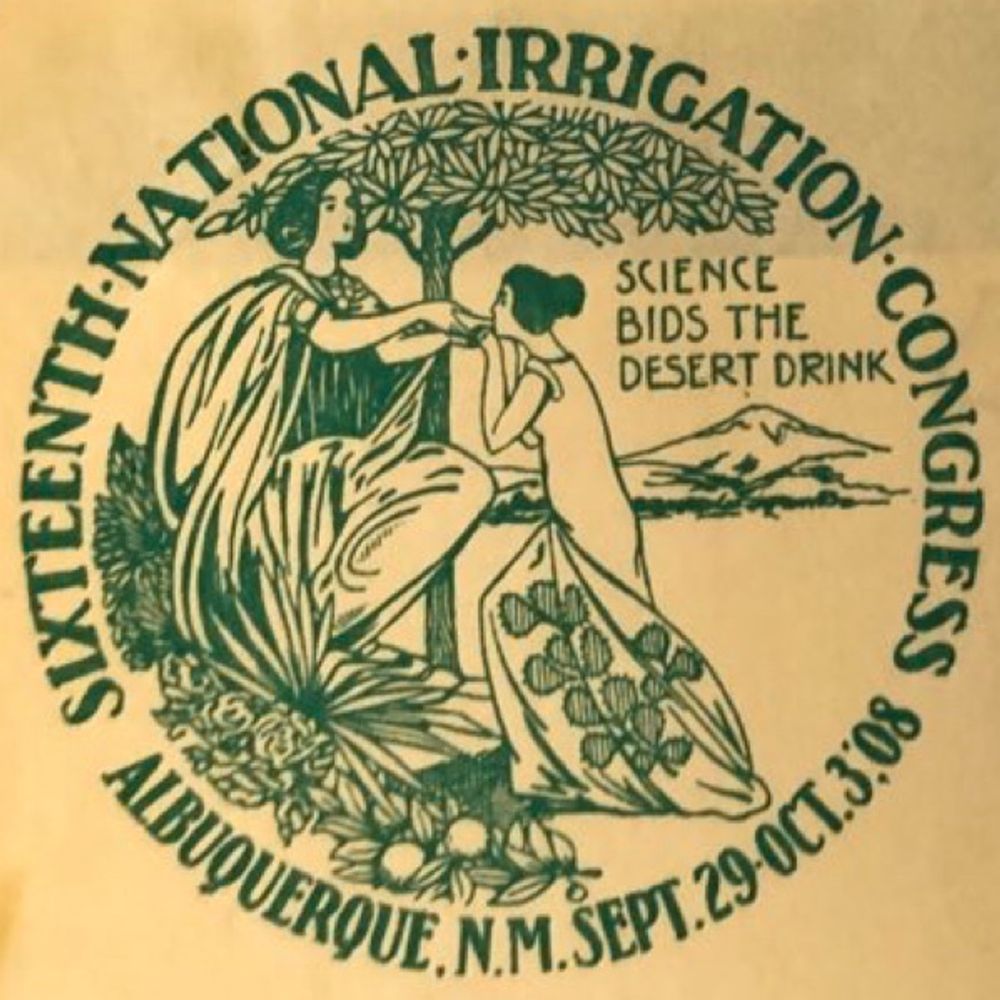 SIXTEENTH·NATIONAL·IRRIGATION·CONGRESS
SCIENCE
BIDS THE
DESERT DRINK
ALBUQUERQUE, N.M. SEPT. 29-OCT. 3,'08